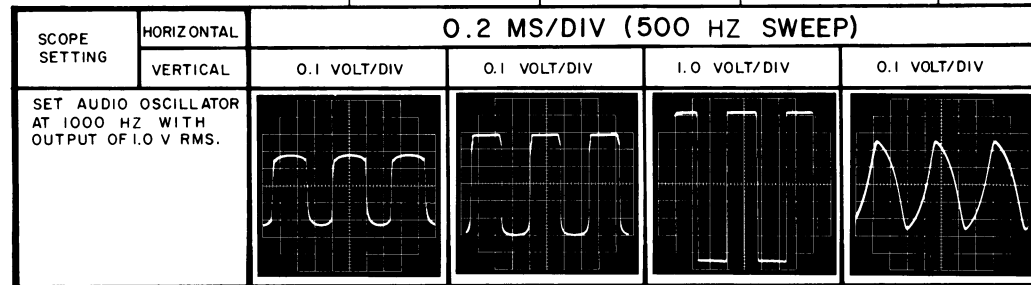 SCOPE
SETTING
HORIZONTAL
0.2 MS/DIV (500 HZ SWEEP)
VERTICAL
0.1 VOLT/DIV
0.1 VOLT/DIV
1.0 VOLT/DIV
0.1 VOLT/DIV
SET AUDIO OSCILLATOR
AT 1000 HZ WITH
OUTPUT OF 1.0 V RMS.